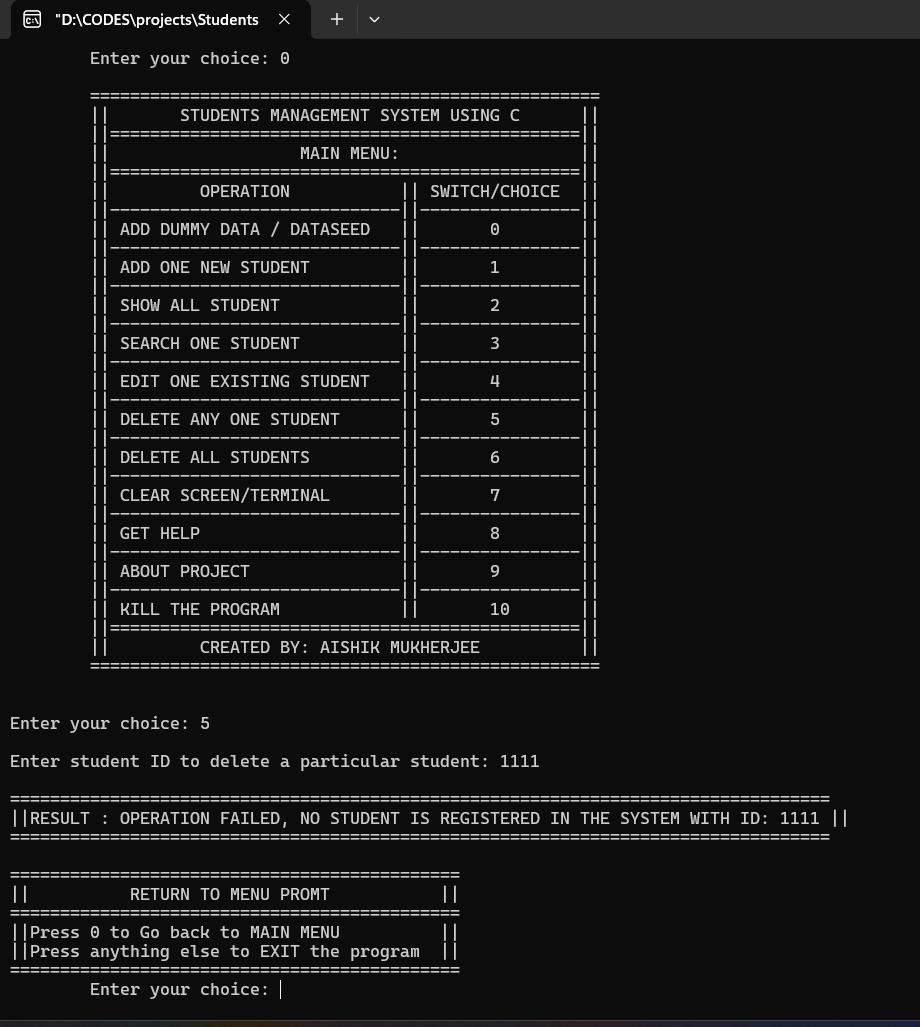 "D:\CODES\projects\Students
Enter your choice: 0
===================================================
|| STUDENTS MANAGEMENT SYSTEM USING C ||
||===============================================||
|| MAIN MENU: ||
||===============================================||
|| OPERATION || SWITCH/CHOICE ||
||-----------------------------||----------------||
|| ADD DUMMY DATA / DATASEED || 0 ||
||-----------------------------||----------------||
|| ADD ONE NEW STUDENT || 1 ||
||-----------------------------||----------------||
|| SHOW ALL STUDENT || 2 ||
||-----------------------------||----------------||
|| SEARCH ONE STUDENT || 3 ||
||-----------------------------||----------------||
|| EDIT ONE EXISTING STUDENT || 4 ||
||-----------------------------||----------------||
|| DELETE ANY ONE STUDENT || 5 ||
||-----------------------------||----------------||
|| DELETE ALL STUDENTS || 6 ||
||-----------------------------||----------------||
|| CLEAR SCREEN/TERMINAL || 7 ||
||-----------------------------||----------------||
|| GET HELP || 8 ||
||-----------------------------||----------------||
|| ABOUT PROJECT || 9 ||
||-----------------------------||----------------||
|| KILL THE PROGRAM || 10 ||
||===============================================||
|| CREATED BY: AISHIK MUKHERJEE ||
===================================================
Enter your choice: 5
Enter student ID to delete a particular student: 1111
==================================================================================
||RESULT : OPERATION FAILED, NO STUDENT IS REGISTERED IN THE SYSTEM WITH ID: 1111 ||
==================================================================================
=============================================
|| RETURN TO MENU PROMT ||
=============================================
||Press 0 to Go back to MAIN MENU ||
||Press anything else to EXIT the program ||
=============================================
Enter your choice: